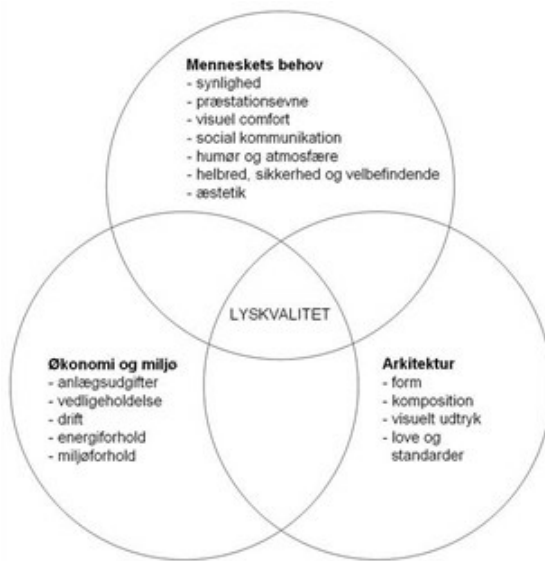 Menneskets behov
- synlighed
- præstationsevne
- visuel comfort
- social kommunikation
- humør og atmosfære
- helbred, sikkerhed og velbefindende
- æstetik
LYSKVALITET
Økonomi og miljø
- anlægsudgifter
- vedligeholdelse
- drift
- energiforhold
- miljøforhold
Arkitektur
- form
- komposition
- visuelt udtryk
- love og
standarder